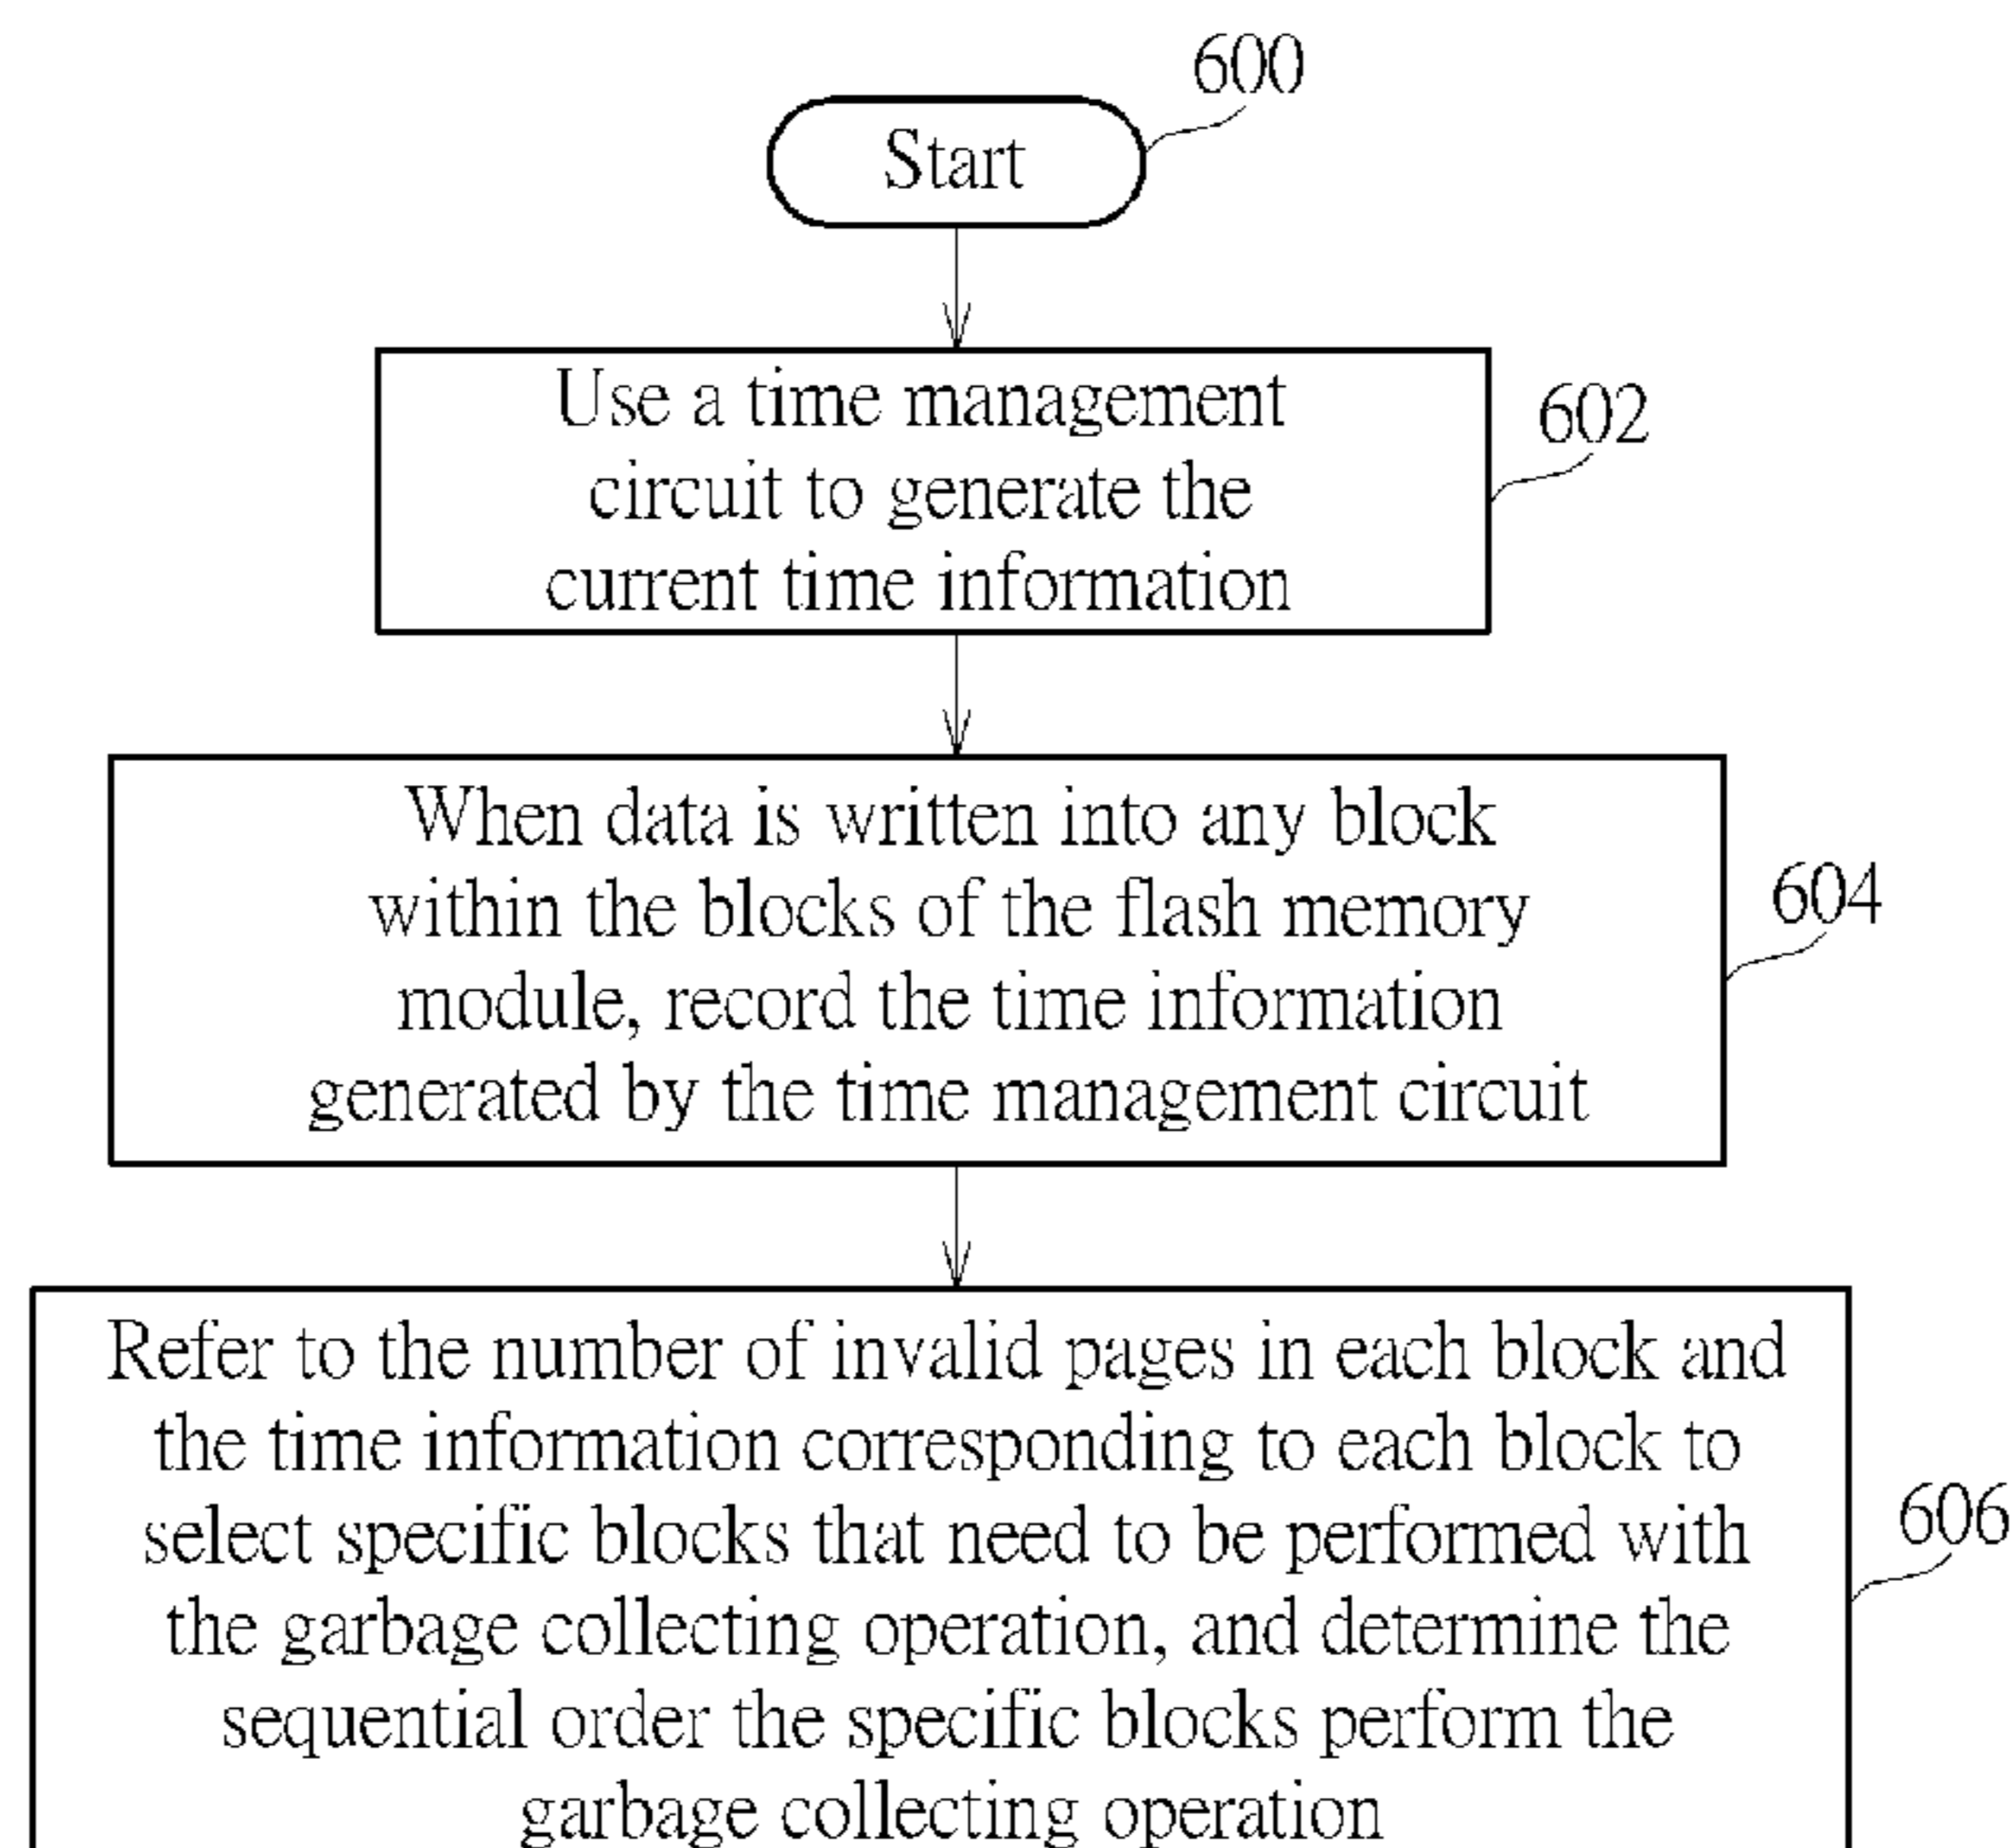 600
Start
Use a time management
circuit to generate the
current time information
602
When data is written into any block
within the blocks of the flash memory
module, record the time information
generated by the time management circuit
604
Refer to the number of invalid pages in each block and
the time information corresponding to each block to
select specific blocks that need to be performed with
the garbage collecting operation, and determine the
sequential order the specific blocks perform the
garbage collecting operation
606